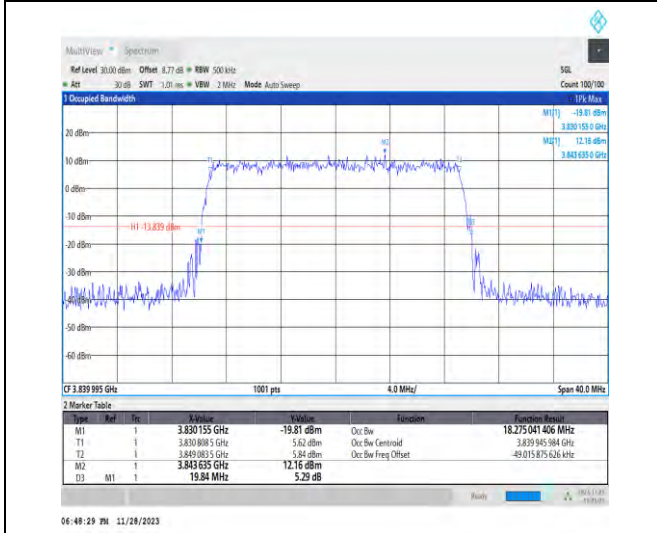 MultiView Spectrum
Ref Level 30.00 dBm Offset 8.77 dB RBW 500 kHz SGL
Att 30 dB SWT 1.01 ms VBW 2 MHz Mode Auto Sweep Count 100/100
1 Occupied Bandwidth 1Pk Max
M1[1] -19.81 dBm
3.830 155 0 GHz
M2[1] 12.16 dBm
3.843 635 0 GHz
20 dBm
M2
10 dBm
T1
0 dBm
-10 dBm
H1 -13.839 dBm
M1
-20 dBm
-30 dBm
-40 dBm
-50 dBm
-60 dBm
CF 3.839 995 GHz 1001 pts 4.0 MHz/ Span 40.0 MHz
2 Marker Table
Type Ref Trc X-Value Y-Value Function Function Result
M1 1 3.830 155 GHz -19.81 dBm Occ Bw 18.275 041 406 MHz
T1 1 3.830 808 5 GHz 5.62 dBm Occ Bw Centroid 3.839 945 984 GHz
T2 1 3.849 083 5 GHz 5.84 dBm Occ Bw Freq Offset -49.015 875 626 kHz
M2 1 3.843 635 GHz 12.16 dBm
D3 M1 1 19.84 MHz 5.29 dB
Ready
06:48:29 PM 11/28/2023